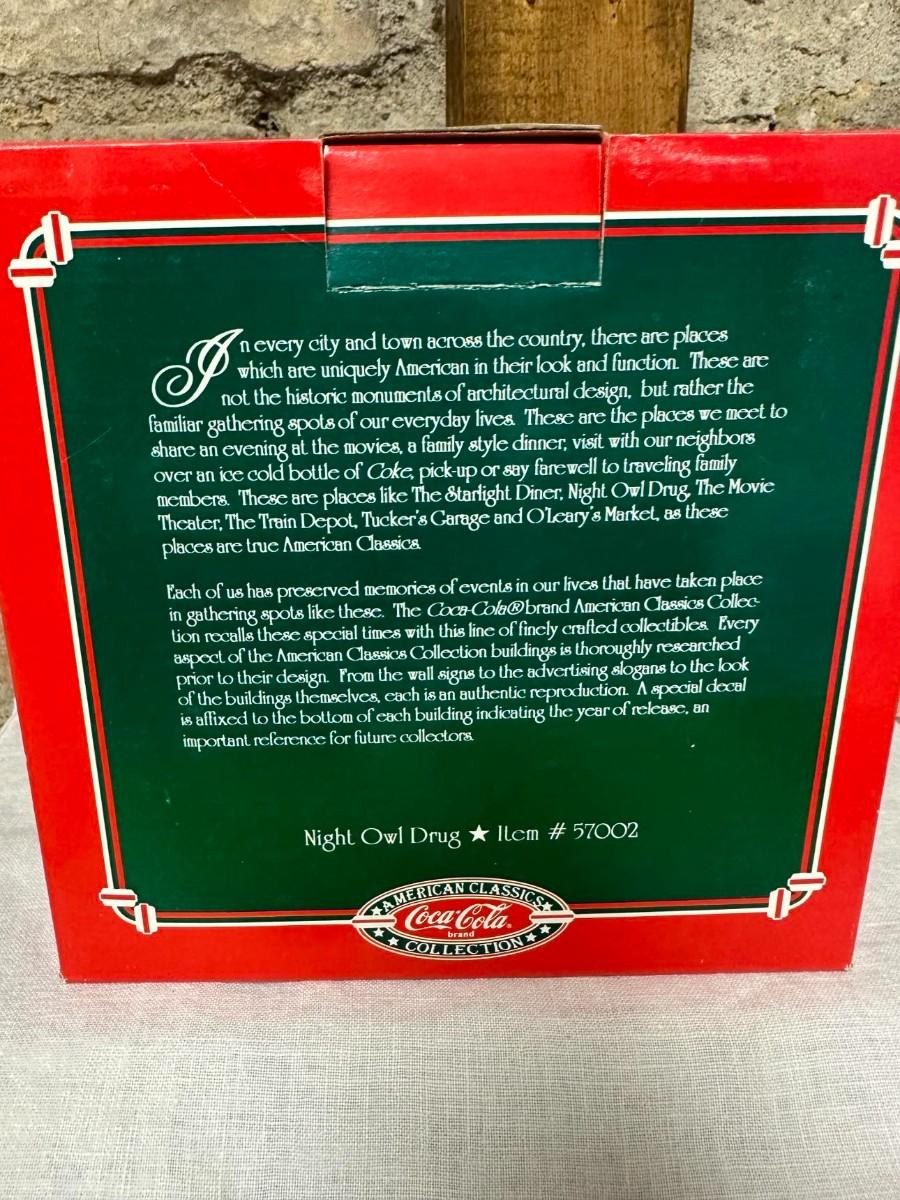 In every city and town across the country, there are places
which are uniquely American in their look and function. These are
not the historic monuments of architectural design, but rather the
familiar gathering spots of our everyday lives. These are the places we meet to
share an evening at the movies, a family style dinner, visit with our neighbors
over an ice cold bottle of Coke, pick-up or say farewell to traveling family
members. These are places like The Starlight Diner, Night Owl Drug, The Movie
Theater, The Train Depot, Tucker's Garage and O'Leary's Market, as these
places are true American Classics.
Each of us has preserved memories of events in our lives that have taken place
in gathering spots like these. The Coca-Cola® brand American Classics Collec-
tion recalls these special times with this line of finely crafted collectibles. Every
aspect of the American Classics Collection buildings is thoroughly researched
prior to their design. From the wall signs to the advertising slogans to the look
of the buildings themselves, each is an authentic reproduction. A special decal
is affixed to the bottom of each building indicating the year of release, an
important reference for future collectors.
Night Owl Drug ★ Item # 57002
★AMERICAN CLASSICS★
Coca-Cola®
brand
★ COLLECTION ★